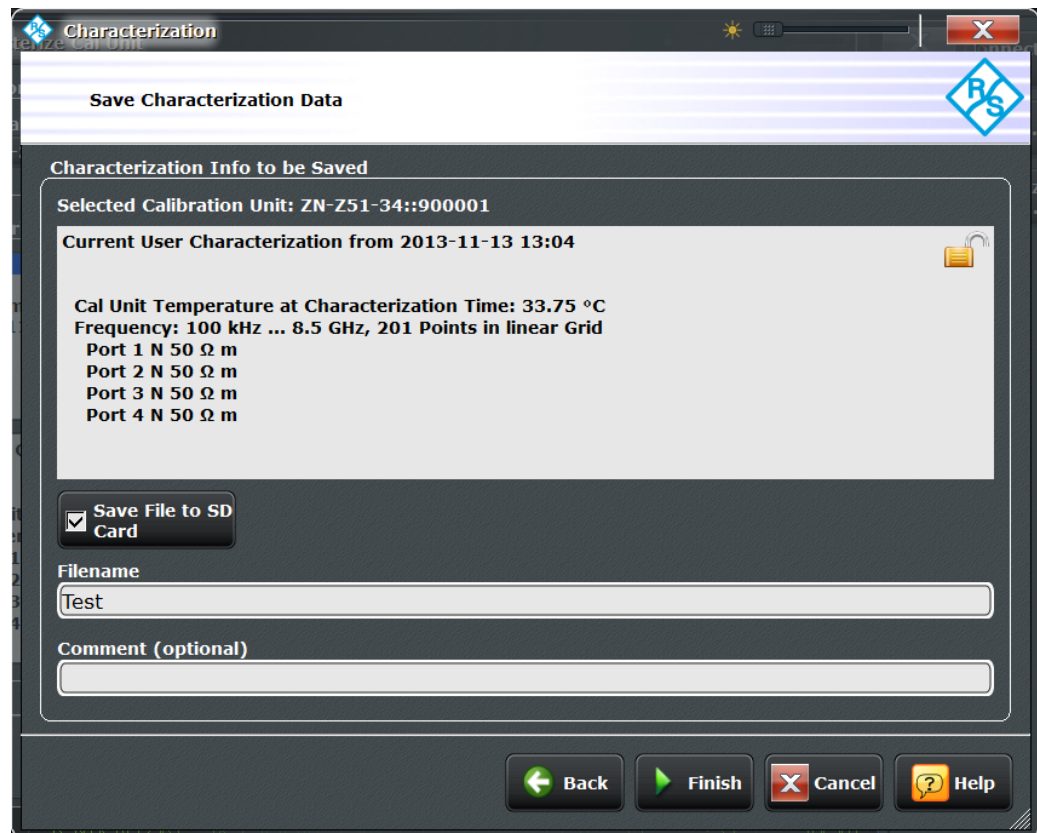 Characterization
X
Save Characterization Data
R
S
Characterization Info to be Saved
Selected Calibration Unit: ZN-Z51-34::900001
Current User Characterization from 2013-11-13 13:04
Cal Unit Temperature at Characterization Time: 33.75 °C
Frequency: 100 kHz ... 8.5 GHz, 201 Points in linear Grid
Port 1 N 50 Ω m
Port 2 N 50 Ω m
Port 3 N 50 Ω m
Port 4 N 50 Ω m
Save File to SD
Card
Filename
Test
Comment (optional)
Back
Finish
Cancel
Help